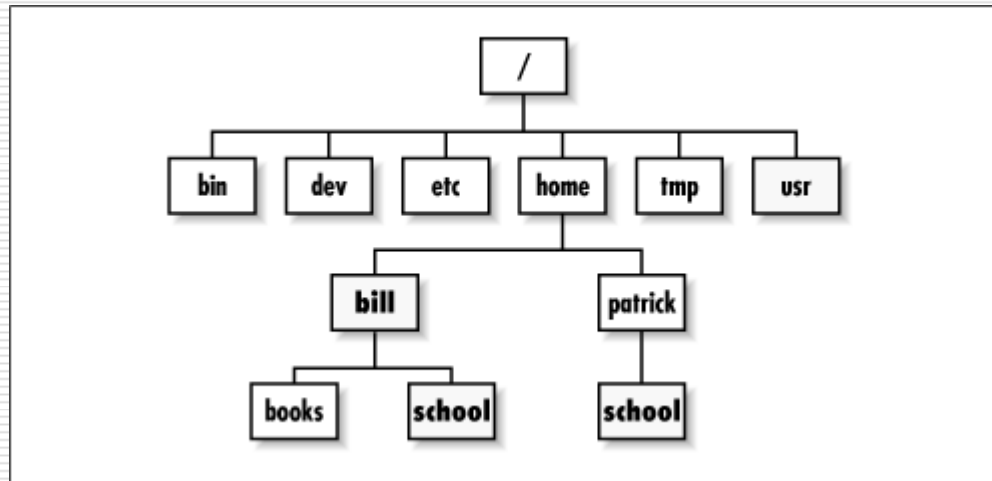 /
bin dev etc home tmp usr
bill patrick
books school school